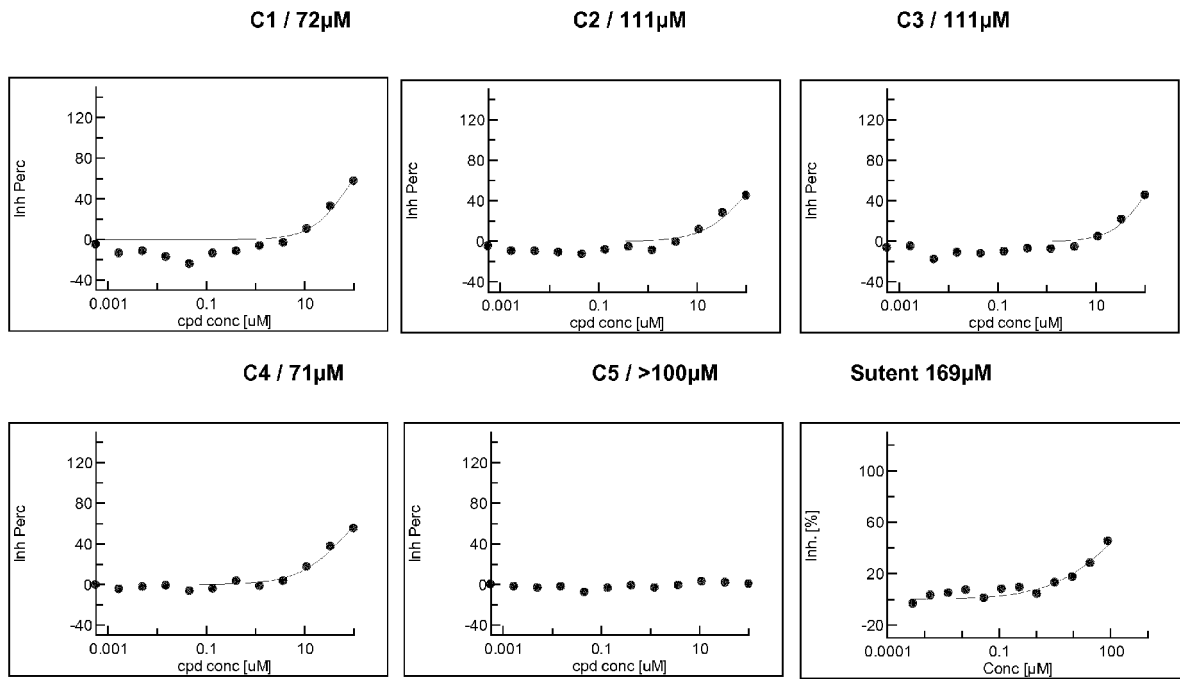 C1 / 72µM
C2 / 111µM
C3 / 111µM
Inh Perc
120
80
40
0
-40
0.001
0.1
10
cpd conc [uM]
Inh Perc
120
80
40
0
-40
0.001
0.1
10
cpd conc [uM]
Inh Perc
120
80
40
0
-40
0.001
0.1
10
cpd conc [uM]
C4 / 71µM
C5 / >100µM
Sutent 169µM
Inh Perc
120
80
40
0
-40
0.001
0.1
10
cpd conc [uM]
Inh Perc
120
80
40
0
-40
0.001
0.1
10
cpd conc [uM]
Inh. [%]
100
60
20
-20
0.0001
0.1
100
Conc [µM]